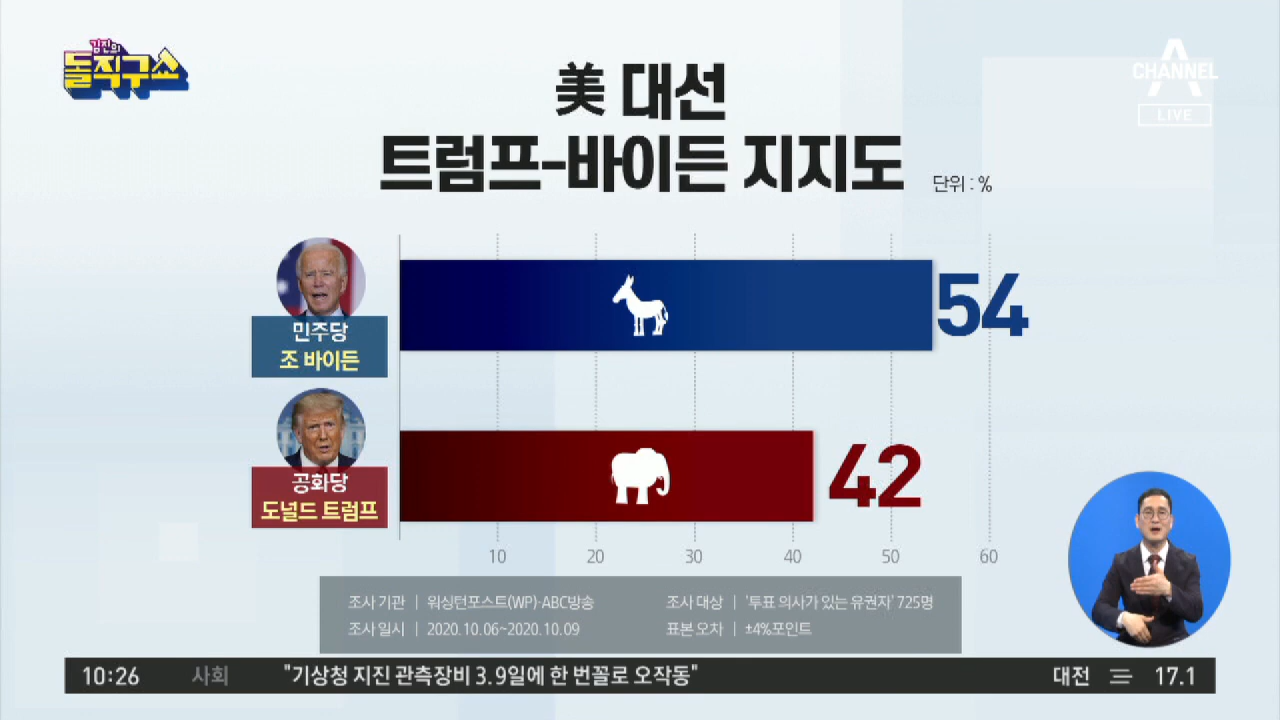 김진의
돌직구쇼
CHANNEL A
LIVE
美 대선
트럼프-바이든 지지도
단위 : %
민주당
조 바이든
54
공화당
도널드 트럼프
42
10 20 30 40 50 60
조사 기관 | 워싱턴포스트(WP)·ABC방송
조사 대상 | '투표 의사가 있는 유권자' 725명
조사 일시 | 2020.10.06~2020.10.09
표본 오차 | ±4%포인트
10:26 사회 "기상청 지진 관측장비 3.9일에 한 번꼴로 오작동" 대전 17.1